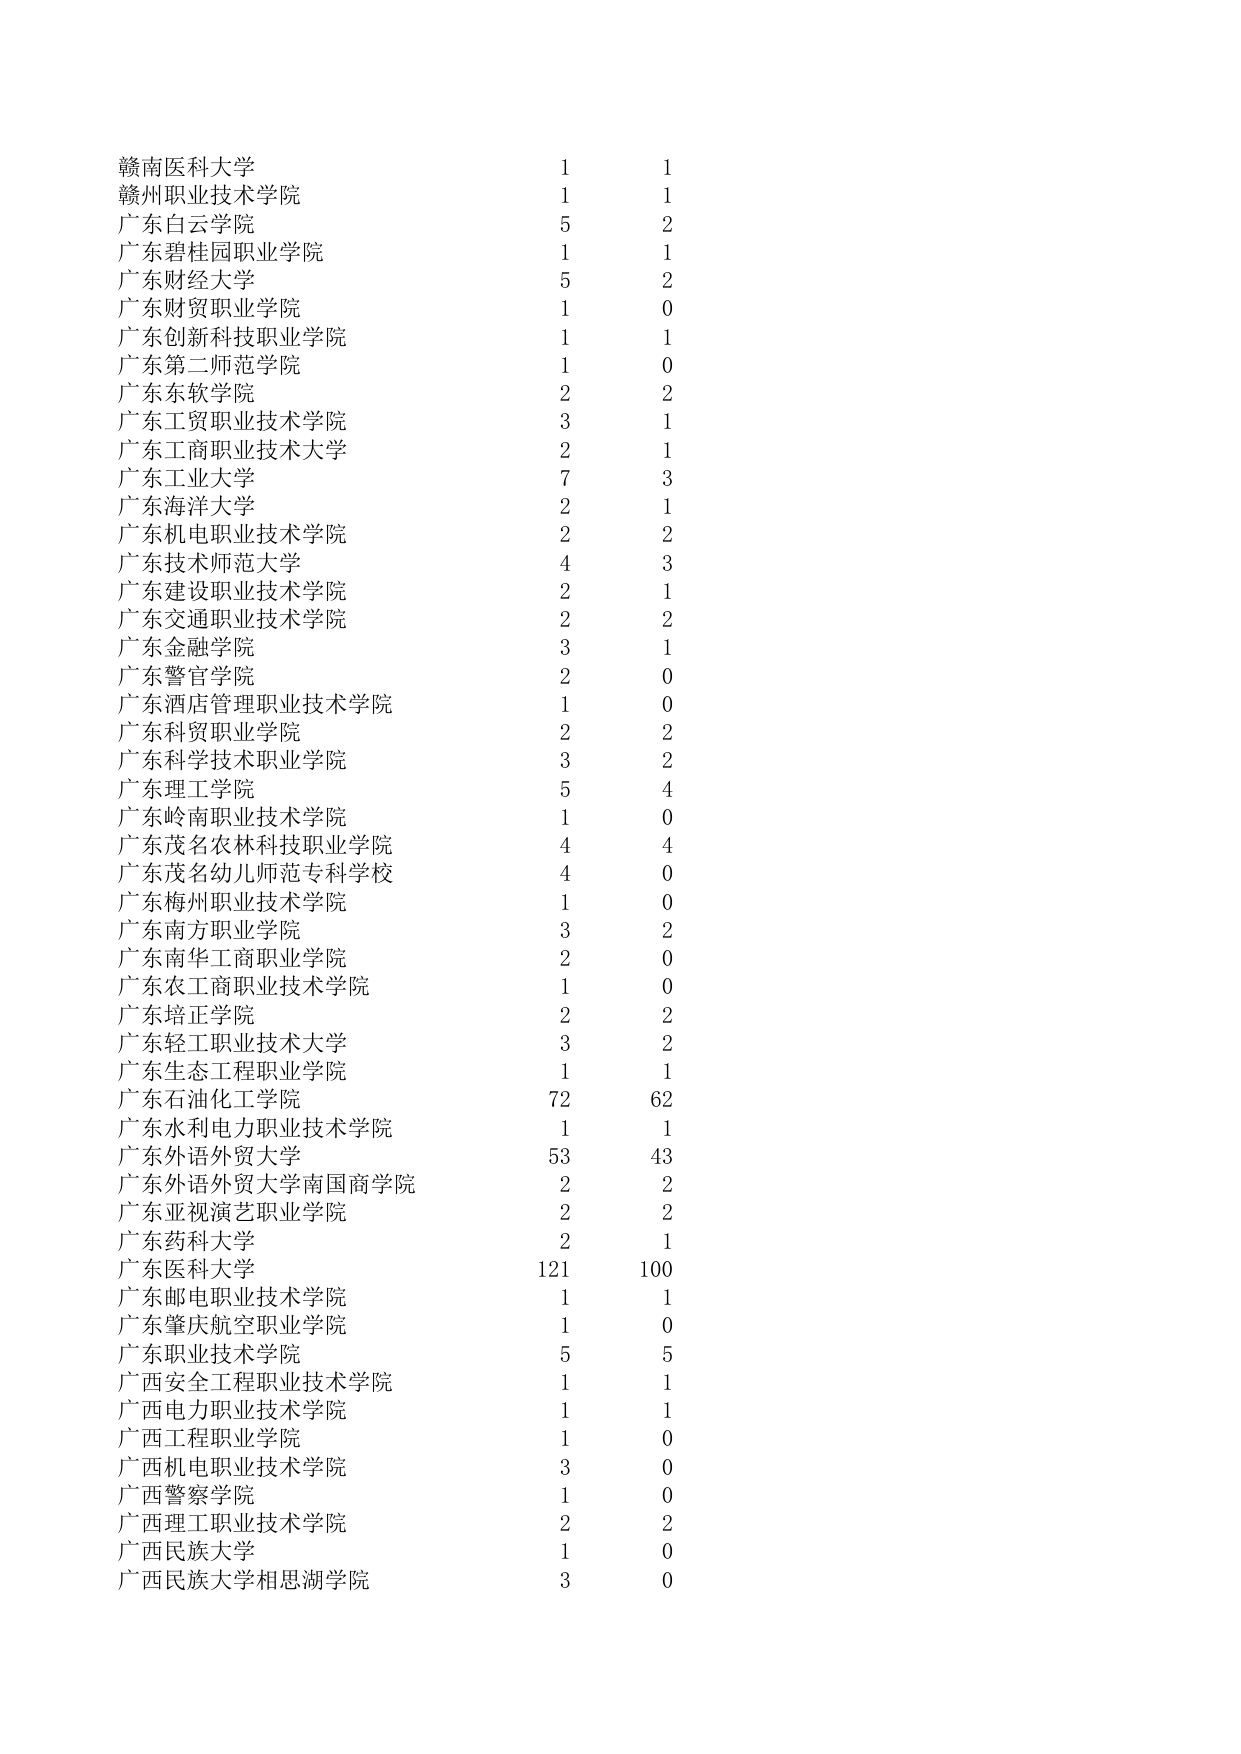 赣南医科大学 1 1
赣州职业技术学院 1 1
广东白云学院 5 2
广东碧桂园职业学院 1 1
广东财经大学 5 2
广东财贸职业学院 1 0
广东创新科技职业学院 1 1
广东第二师范学院 1 0
广东东软学院 2 2
广东工贸职业技术学院 3 1
广东工商职业技术大学 2 1
广东工业大学 7 3
广东海洋大学 2 1
广东机电职业技术学院 2 2
广东技术师范大学 4 3
广东建设职业技术学院 2 1
广东交通职业技术学院 2 2
广东金融学院 3 1
广东警官学院 2 0
广东酒店管理职业技术学院 1 0
广东科贸职业学院 2 2
广东科学技术职业学院 3 2
广东理工学院 5 4
广东岭南职业技术学院 1 0
广东茂名农林科技职业学院 4 4
广东茂名幼儿师范专科学校 4 0
广东梅州职业技术学院 1 0
广东南方职业学院 3 2
广东南华工商职业学院 2 0
广东农工商职业技术学院 1 0
广东培正学院 2 2
广东轻工职业技术大学 3 2
广东生态工程职业学院 1 1
广东石油化工学院 72 62
广东水利电力职业技术学院 1 1
广东外语外贸大学 53 43
广东外语外贸大学南国商学院 2 2
广东亚视演艺职业学院 2 2
广东药科大学 2 1
广东医科大学 121 100
广东邮电职业技术学院 1 1
广东肇庆航空职业学院 1 0
广东职业技术学院 5 5
广西安全工程职业技术学院 1 1
广西电力职业技术学院 1 1
广西工程职业学院 1 0
广西机电职业技术学院 3 0
广西警察学院 1 0
广西理工职业技术学院 2 2
广西民族大学 1 0
广西民族大学相思湖学院 3 0